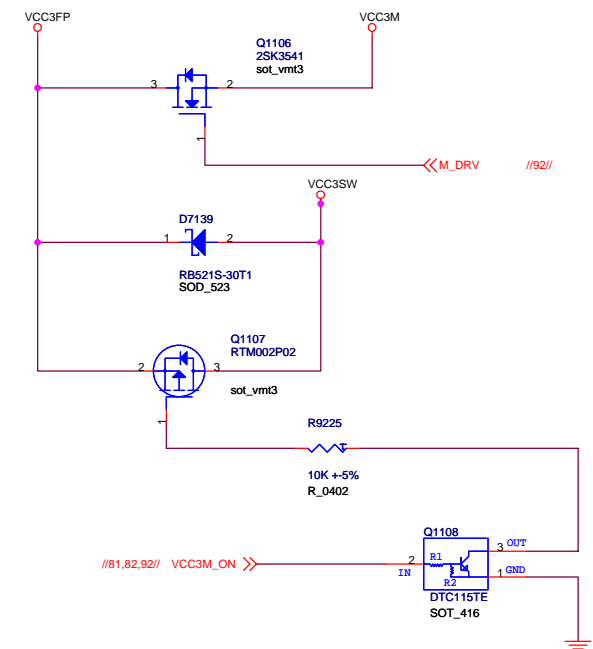 VCC3FP
VCC3M
Q1106
2SK3541
sot_vmt3
3
2
1
M_DRV
//92//
VCC3SW
D7139
1
2
RB521S-30T1
SOD_523
Q1107
RTM002P02
2
3
sot_vmt3
1
R9225
10K +-5%
R_0402
Q1108
3 OUT
//81,82,92// VCC3M_ON
2
R1
IN
1 GND
R2
DTC115TE
SOT_416